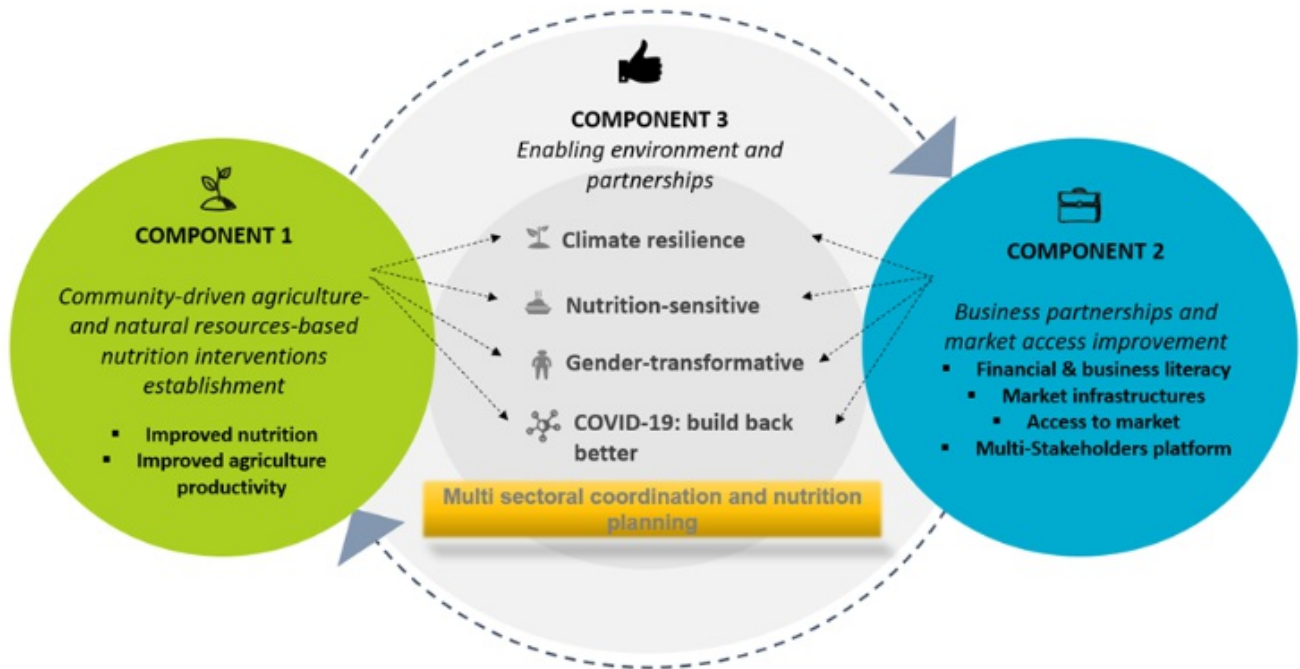 COMPONENT 3
Enabling environment and
partnerships
COMPONENT 1
Community-driven agriculture-
and natural resources-based
nutrition interventions
establishment
▪ Improved nutrition
▪ Improved agriculture
productivity
Climate resilience
Nutrition-sensitive
Gender-transformative
COVID-19: build back
better
Multi sectoral coordination and nutrition
planning
COMPONENT 2
Business partnerships and
market access improvement
▪ Financial & business literacy
▪ Market infrastructures
▪ Access to market
▪ Multi-Stakeholders platform